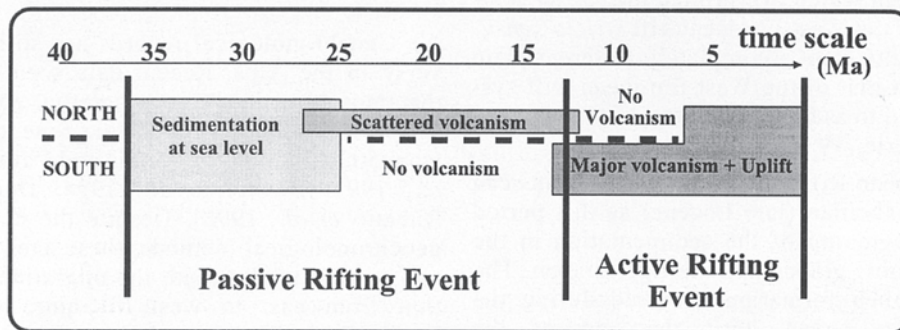 time scale
40 35 30 25 20 15 10 5 (Ma)
NORTH
SOUTH
Sedimentation
at sea level
Scattered volcanism
No
Volcanism
No volcanism
Major volcanism + Uplift
Passive Rifting Event
Active Rifting
Event